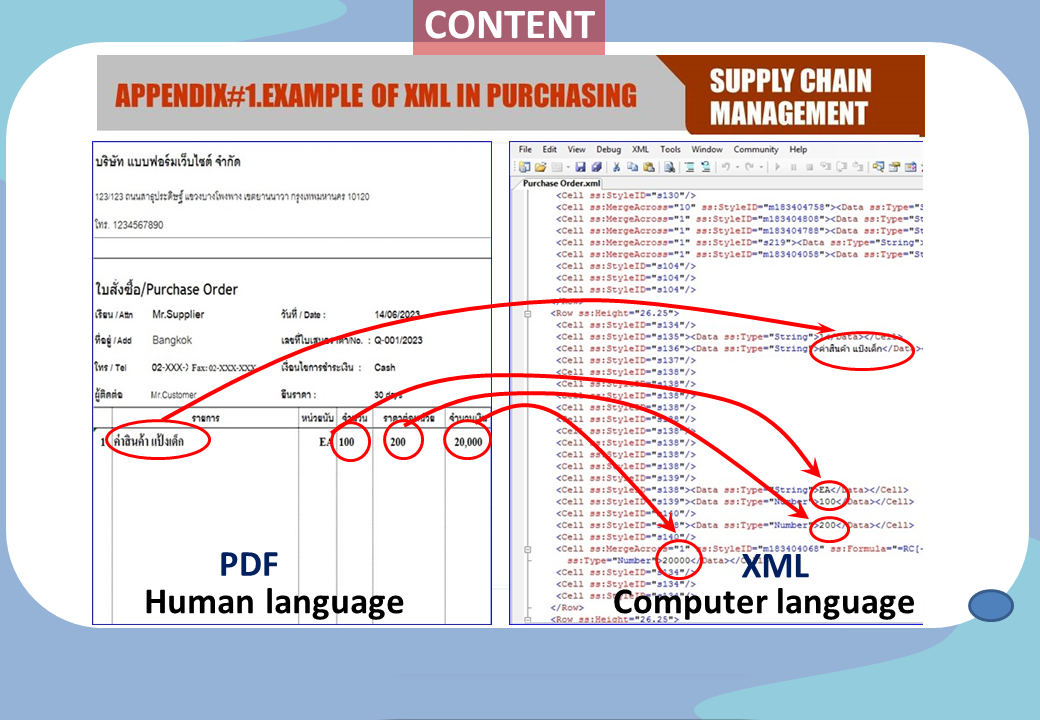 CONTENT
APPENDIX#1.EXAMPLE OF XML IN PURCHASING
SUPPLY CHAIN
MANAGEMENT
บริษัท แบบฟอร์มเว็บไซต์ จำกัด
123/123 ถนนสาธุประดิษฐ์ แขวงบางโพงพาง เขตยานนาวา กรุงเทพมหานคร 10120
โทร. 1234567890
ใบสั่งซื้อ/Purchase Order
เรียน / Attn Mr.Supplier วันที่ / Date : 14/06/2023
ที่อยู่ / Add Bangkok No. : Q-001/2023
โทร / Tel 02-XXX-) Fax: 02-XXX-XXX เงื่อนไขการชำระเงิน : Cash
ผู้ติดต่อ Mr.Customer ยืนราคา : 30 days
รายการ หน่วยนับ จำนวน ราคาต่อหน่วย จำนวนเงิน
1 ค่าสินค้า แป้งเด็ก EA 100 200 20,000
PDF
Human language
File Edit View Debug XML Tools Window Community Help
Purchase Order.xml
<Cell ss:StyleID="s130"/>
<Cell ss:MergeAcross="10" ss:StyleID="m183404758"><Data ss:Type="S
<Cell ss:MergeAcross="1" ss:StyleID="m183404808"><Data ss:Type="St
<Cell ss:MergeAcross="1" ss:StyleID="m183404788"><Data ss:Type="St
<Cell ss:MergeAcross="1" ss:StyleID="s219"><Data ss:Type="String">
<Cell ss:MergeAcross="1" ss:StyleID="m183404058"><Data ss:Type="St
<Cell ss:StyleID="s104"/>
<Cell ss:StyleID="s104"/>
<Cell ss:StyleID="s104"/>
</Row>
<Row ss:Height="26.25">
<Cell ss:StyleID="s134"/>
<Cell ss:StyleID="s135"><Data ss:Type="String">1</Data></Cell>
<Cell ss:StyleID="s136"><Data ss:Type="String">ค่าสินค้า แป้งเด็ก</Data>
<Cell ss:StyleID="s137"/>
<Cell ss:StyleID="s138"/>
<Cell ss:StyleID="s138"/>
<Cell ss:StyleID="s138"/>
<Cell ss:StyleID="s138"/>
<Cell ss:StyleID="s138"/>
<Cell ss:StyleID="s138"/>
<Cell ss:StyleID="s138"/>
<Cell ss:StyleID="s138"/>
<Cell ss:StyleID="s138"/>
<Cell ss:StyleID="s139"/>
<Cell ss:StyleID="s138"><Data ss:Type="String">EA</Data></Cell>
<Cell ss:StyleID="s139"><Data ss:Type="Number">100</Data></Cell>
<Cell ss:StyleID="s140"/>
<Cell ss:StyleID="s138"><Data ss:Type="Number">200</Data></Cell>
<Cell ss:StyleID="s140"/>
<Cell ss:MergeAcross="1" ss:StyleID="m183404068" ss:Formula="=RC[-
ss:Type="Number">20000</Data></Cell>
<Cell ss:StyleID="s134"/>
<Cell ss:StyleID="s134"/>
<Cell ss:StyleID="s134"/>
</Row>
<Row ss:Height="26.25">
XML
Computer language